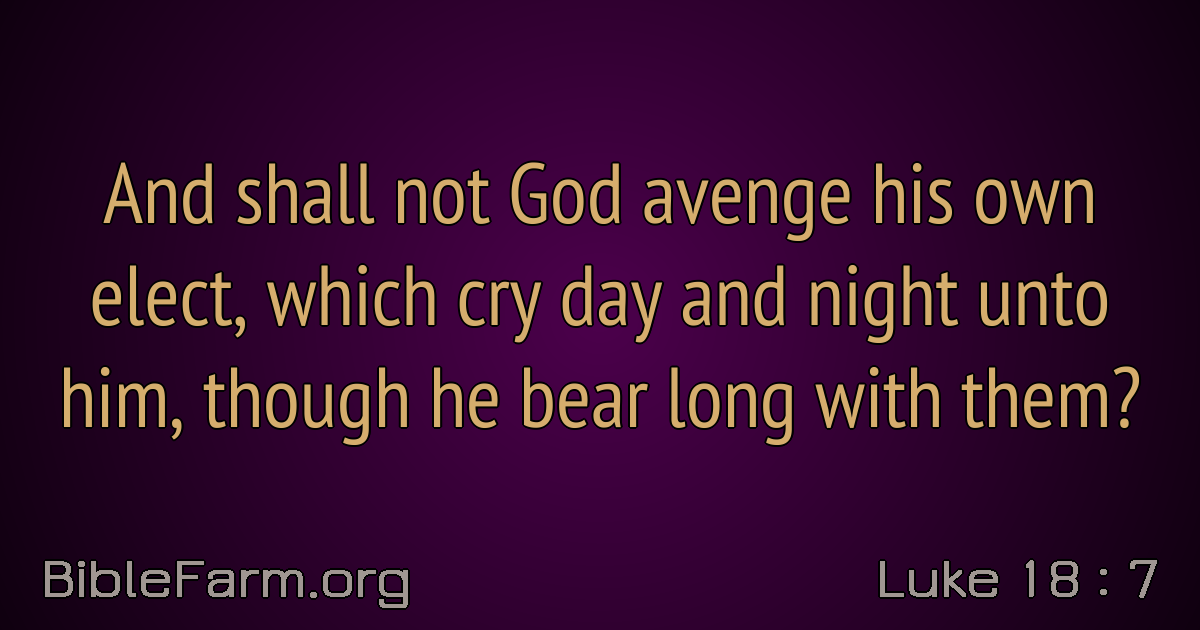 And shall not God avenge his own
elect, which cry day and night unto
him, though he bear long with them?
BibleFarm.org
Luke 18 : 7